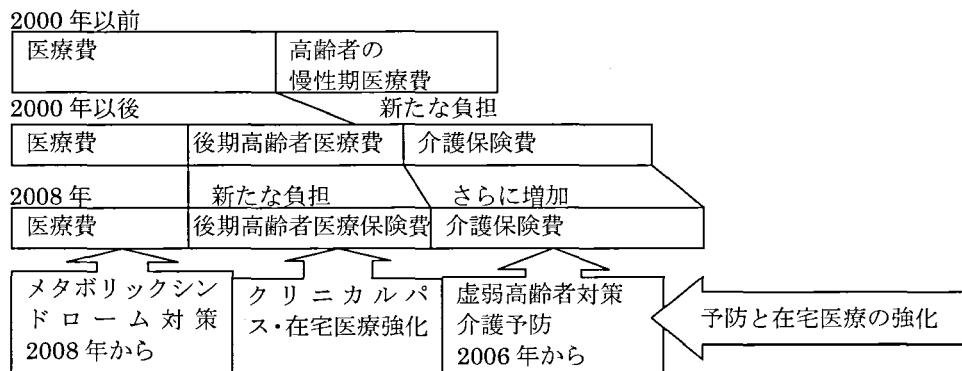 2000 年以前
医療費
高齢者の
慢性期医療費
2000 年以後
新たな負担
医療費
後期高齢者医療費
介護保険費
2008 年
新たな負担
さらに増加
医療費
後期高齢者医療保険費
介護保険費
メタボリックシン
ドローム対策
2008 年から
クリニカルパ
ス・在宅医療強化
虚弱高齢者対策
介護予防
2006 年から
予防と在宅医療の強化